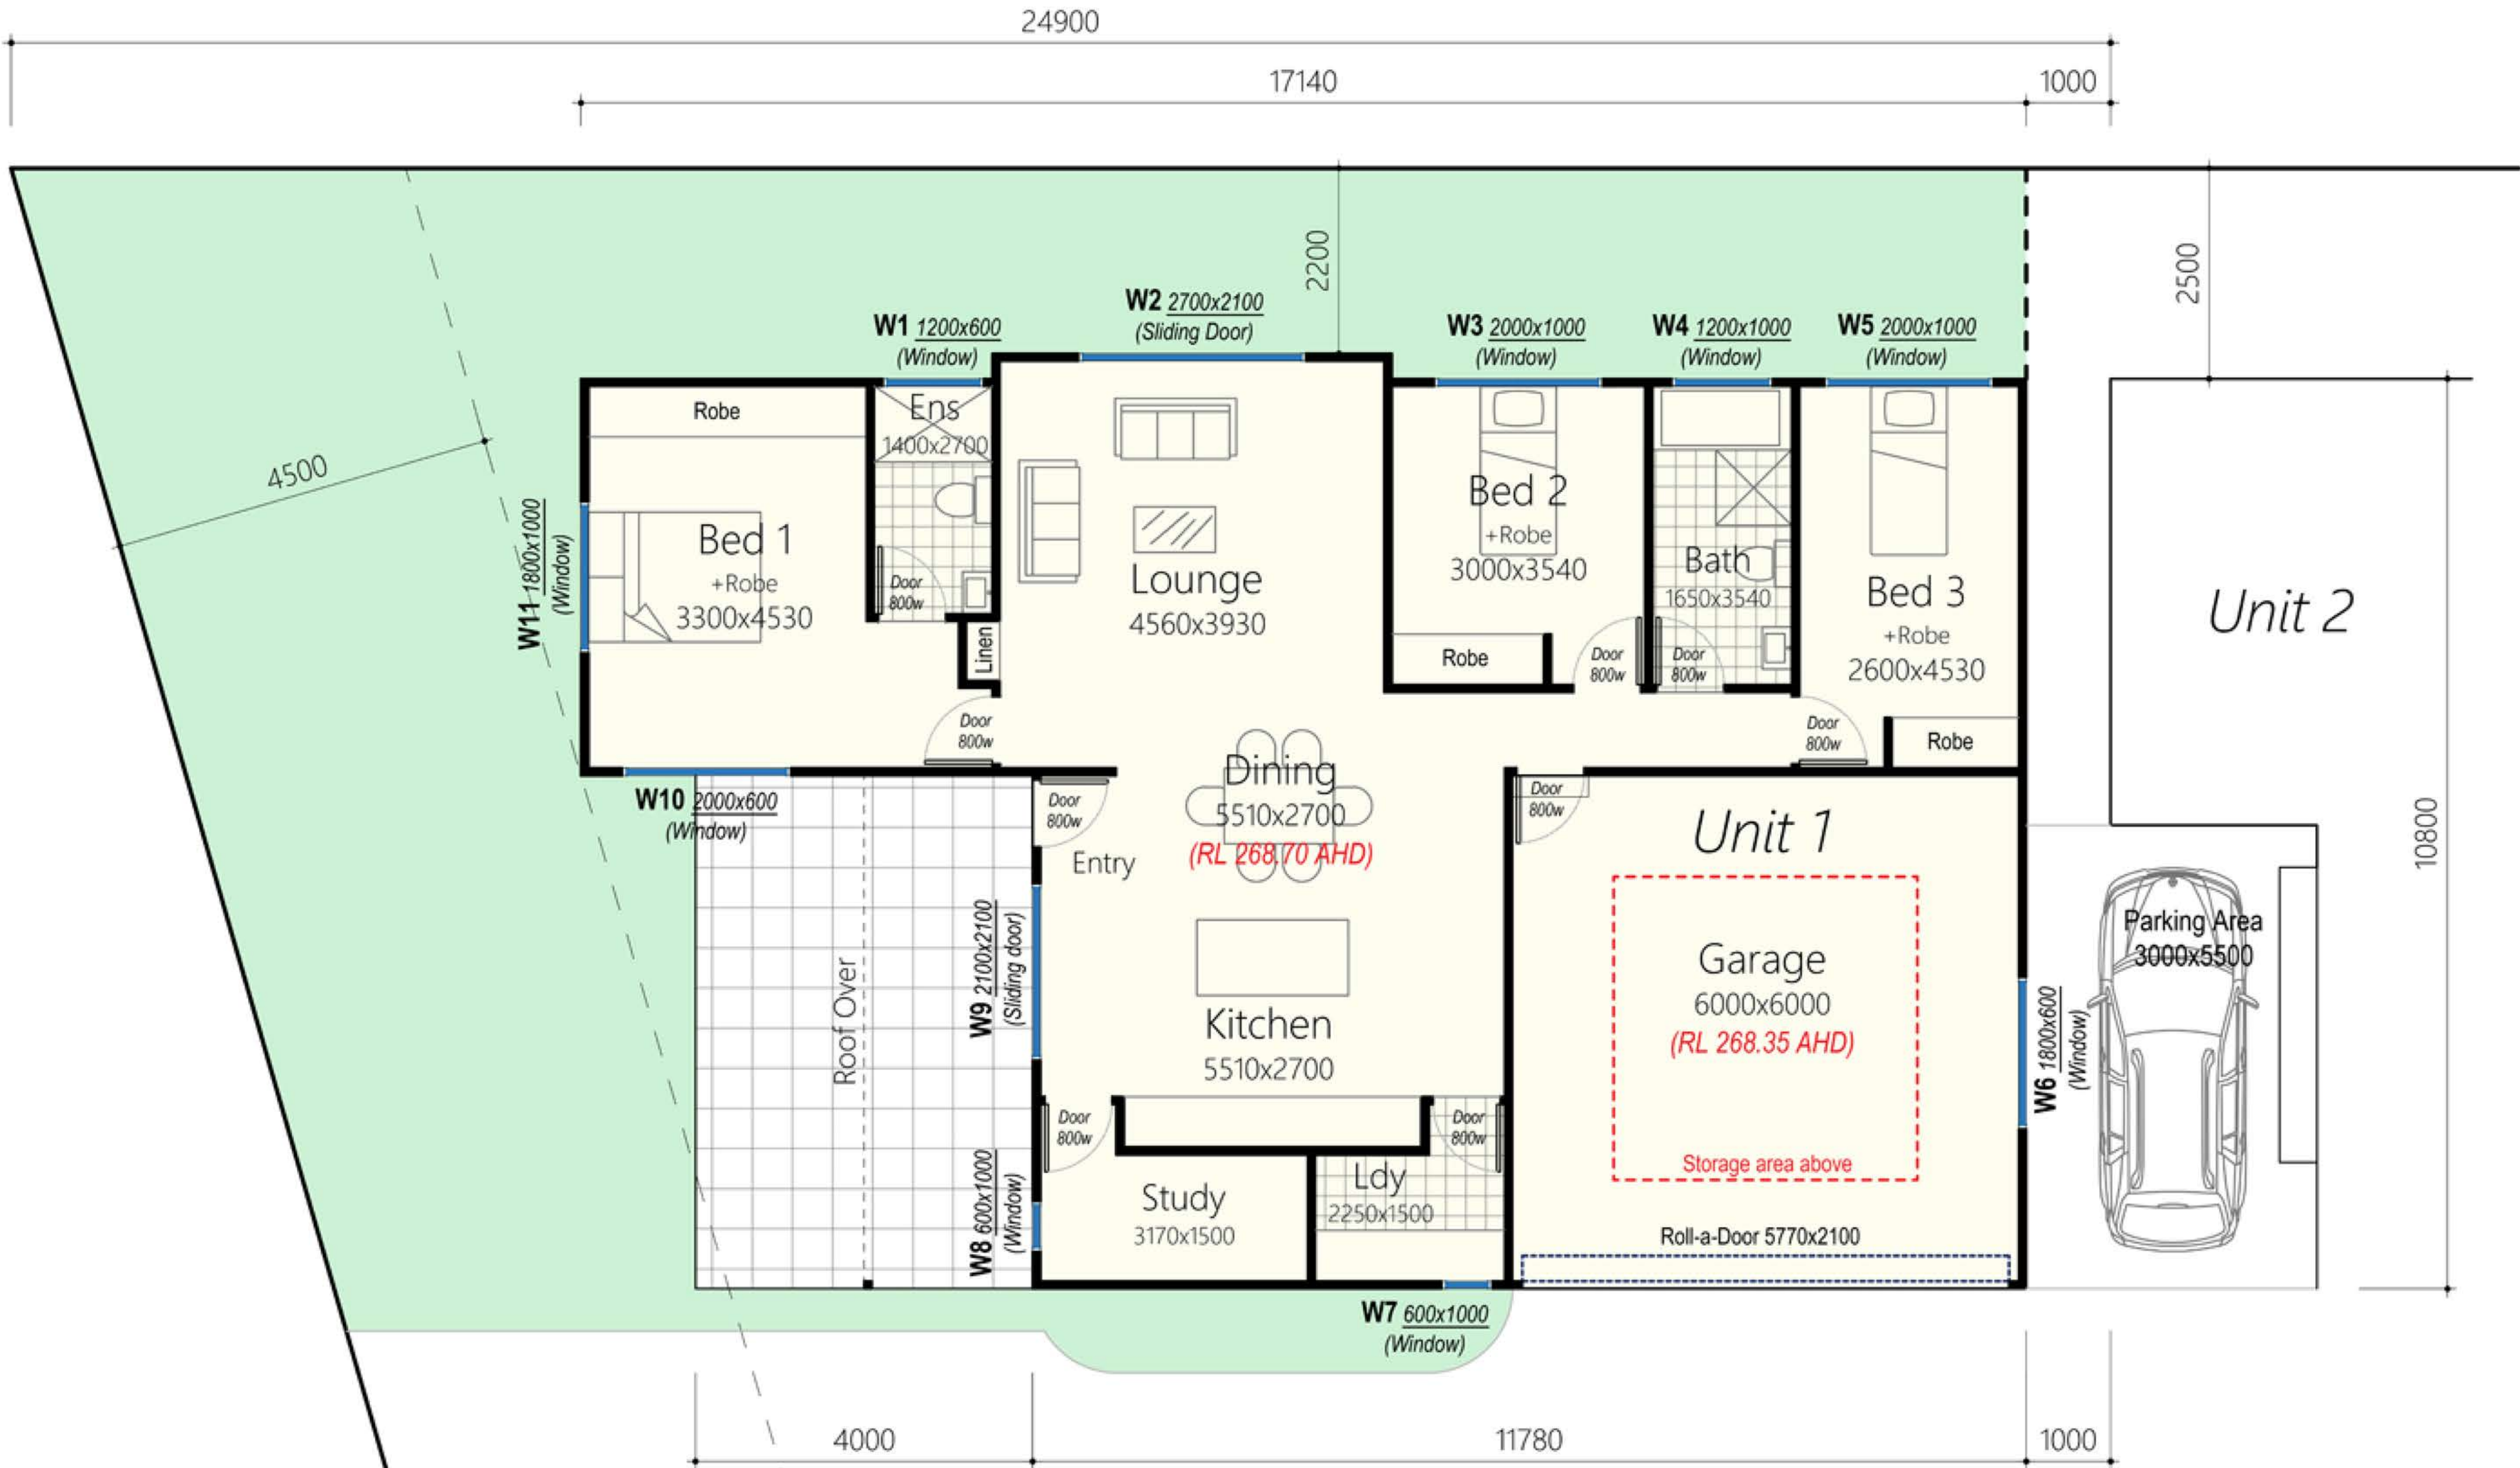 24900
17140
1000
2200
2500
W1 1200x600
(Window)
W2 2700x2100
(Sliding Door)
W3 2000x1000
(Window)
W4 1200x1000
(Window)
W5 2000x1000
(Window)
4500
W11 1800x1000
(Window)
Robe
Bed 1
+Robe
3300x4530
Ens
1400x2700
Door
800w
Linen
Door
800w
Lounge
4560x3930
Bed 2
+Robe
3000x3540
Robe
Door
800w
Bath
1650x3540
Door
800w
Bed 3
+Robe
2600x4530
Door
800w
Robe
Unit 2
10800
W10 2000x600
(Window)
Door
800w
Entry
Dining
5510x2700
(RL 268.70 AHD)
Door
800w
Unit 1
Roof Over
W9 2100x2100
(Sliding door)
Kitchen
5510x2700
Garage
6000x6000
(RL 268.35 AHD)
Storage area above
Roll-a-Door 5770x2100
W6 1800x600
(Window)
Parking Area
3000x5500
W8 600x1000
(Window)
Door
800w
Study
3170x1500
Door
800w
Ldy
2250x1500
W7 600x1000
(Window)
4000
11780
1000